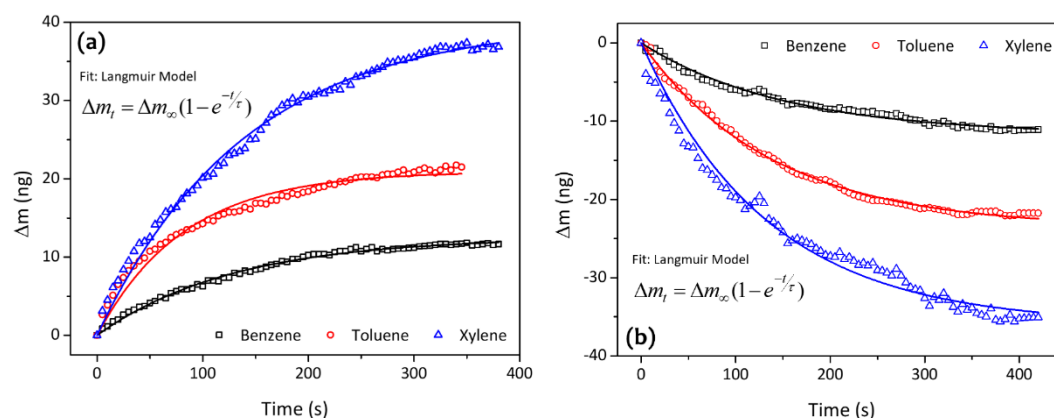 (a)
Fit: Langmuir Model
Δm_t = Δm_∞(1−e^{−t/τ})
Benzene Toluene Xylene
0
10
20
30
40
Δm (ng)
0 100 200 300 400
Time (s)
Benzene Toluene Xylene
Fit: Langmuir Model
Δm_t = Δm_∞(1−e^{−t/τ})
(b)
0
-10
-20
-30
-40
Δm (ng)
0 100 200 300 400
Time (s)